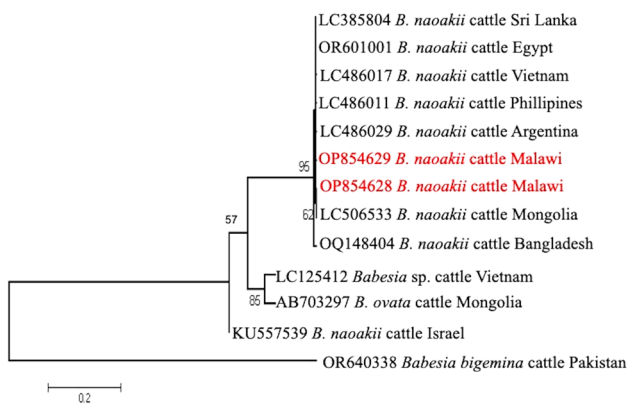 LC385804 B. naoakii cattle Sri Lanka
OR601001 B. naoakii cattle Egypt
LC486017 B. naoakii cattle Vietnam
LC486011 B. naoakii cattle Phillipines
LC486029 B. naoakii cattle Argentina
95
OP854629 B. naoakii cattle Malawi
OP854628 B. naoakii cattle Malawi
62
LC506533 B. naoakii cattle Mongolia
57
OQ148404 B. naoakii cattle Bangladesh
LC125412 Babesia sp. cattle Vietnam
85
AB703297 B. ovata cattle Mongolia
KU557539 B. naoakii cattle Israel
OR640338 Babesia bigemina cattle Pakistan
0.2